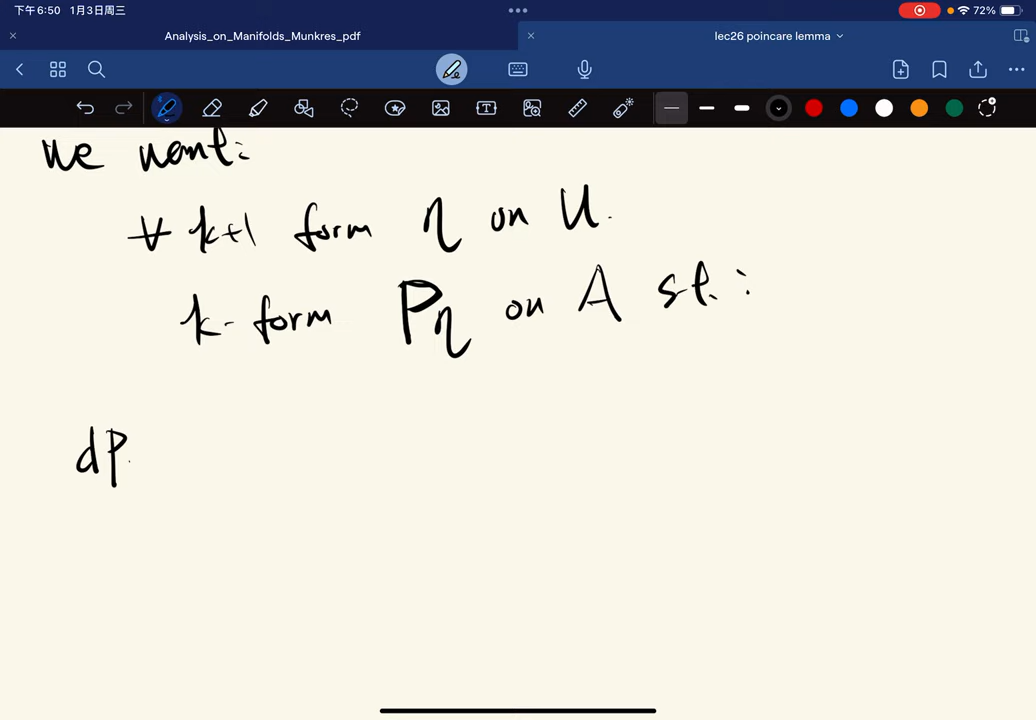 下午6:50 1月3日周三
72%
Analysis_on_Manifolds_Munkres_pdf
lec26 poincare lemma
We want:
∀ k+1 form η on U.
k-form Pη on A s.t. :
dP